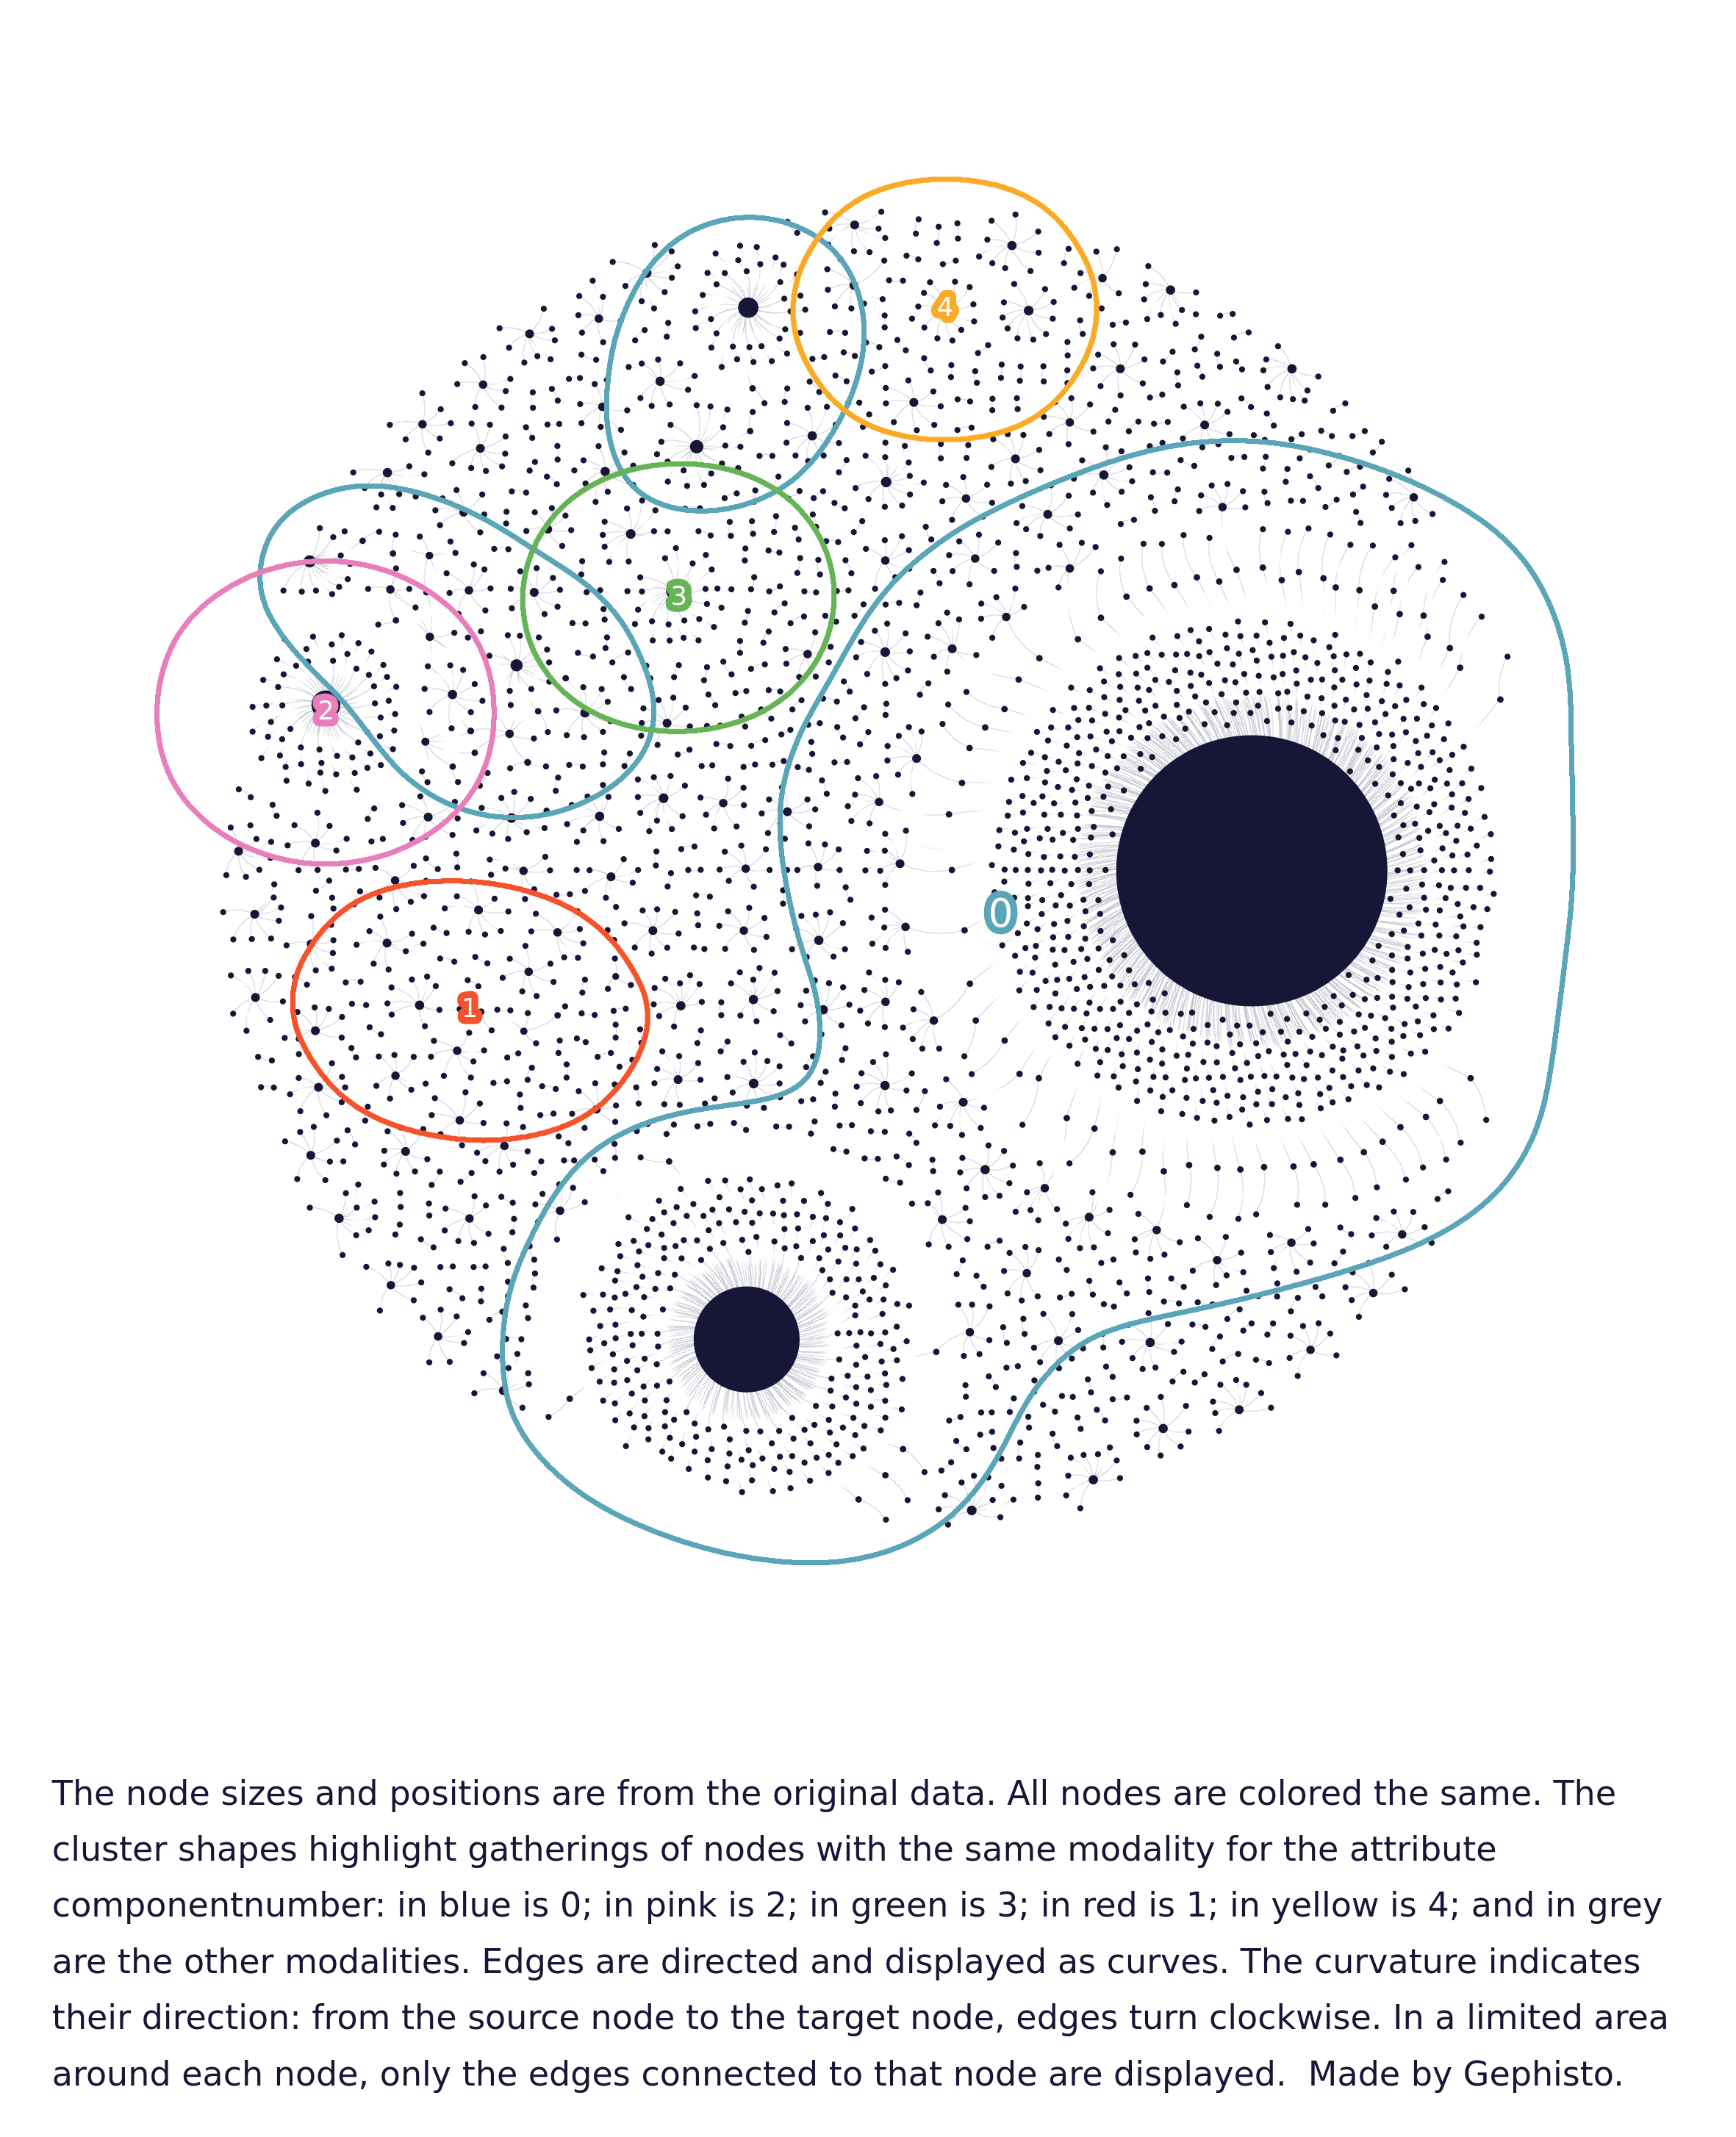 4
3
2
0
1
The node sizes and positions are from the original data. All nodes are colored the same. The
cluster shapes highlight gatherings of nodes with the same modality for the attribute
componentnumber: in blue is 0; in pink is 2; in green is 3; in red is 1; in yellow is 4; and in grey
are the other modalities. Edges are directed and displayed as curves. The curvature indicates
their direction: from the source node to the target node, edges turn clockwise. In a limited area
around each node, only the edges connected to that node are displayed.  Made by Gephisto.